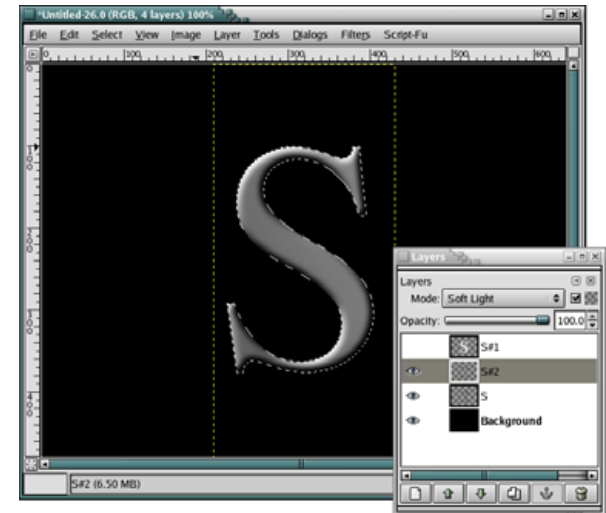 *Untitled-26.0 (RGB, 4 layers) 100%
File Edit Select View Image Layer Tools Dialogs Filters Script-Fu
0 100 200 300 400 500 600
S
Layers
Layers
Mode: Soft Light
Opacity: 100.0
S#1
S#2
S
Background
S#2 (6.50 MB)